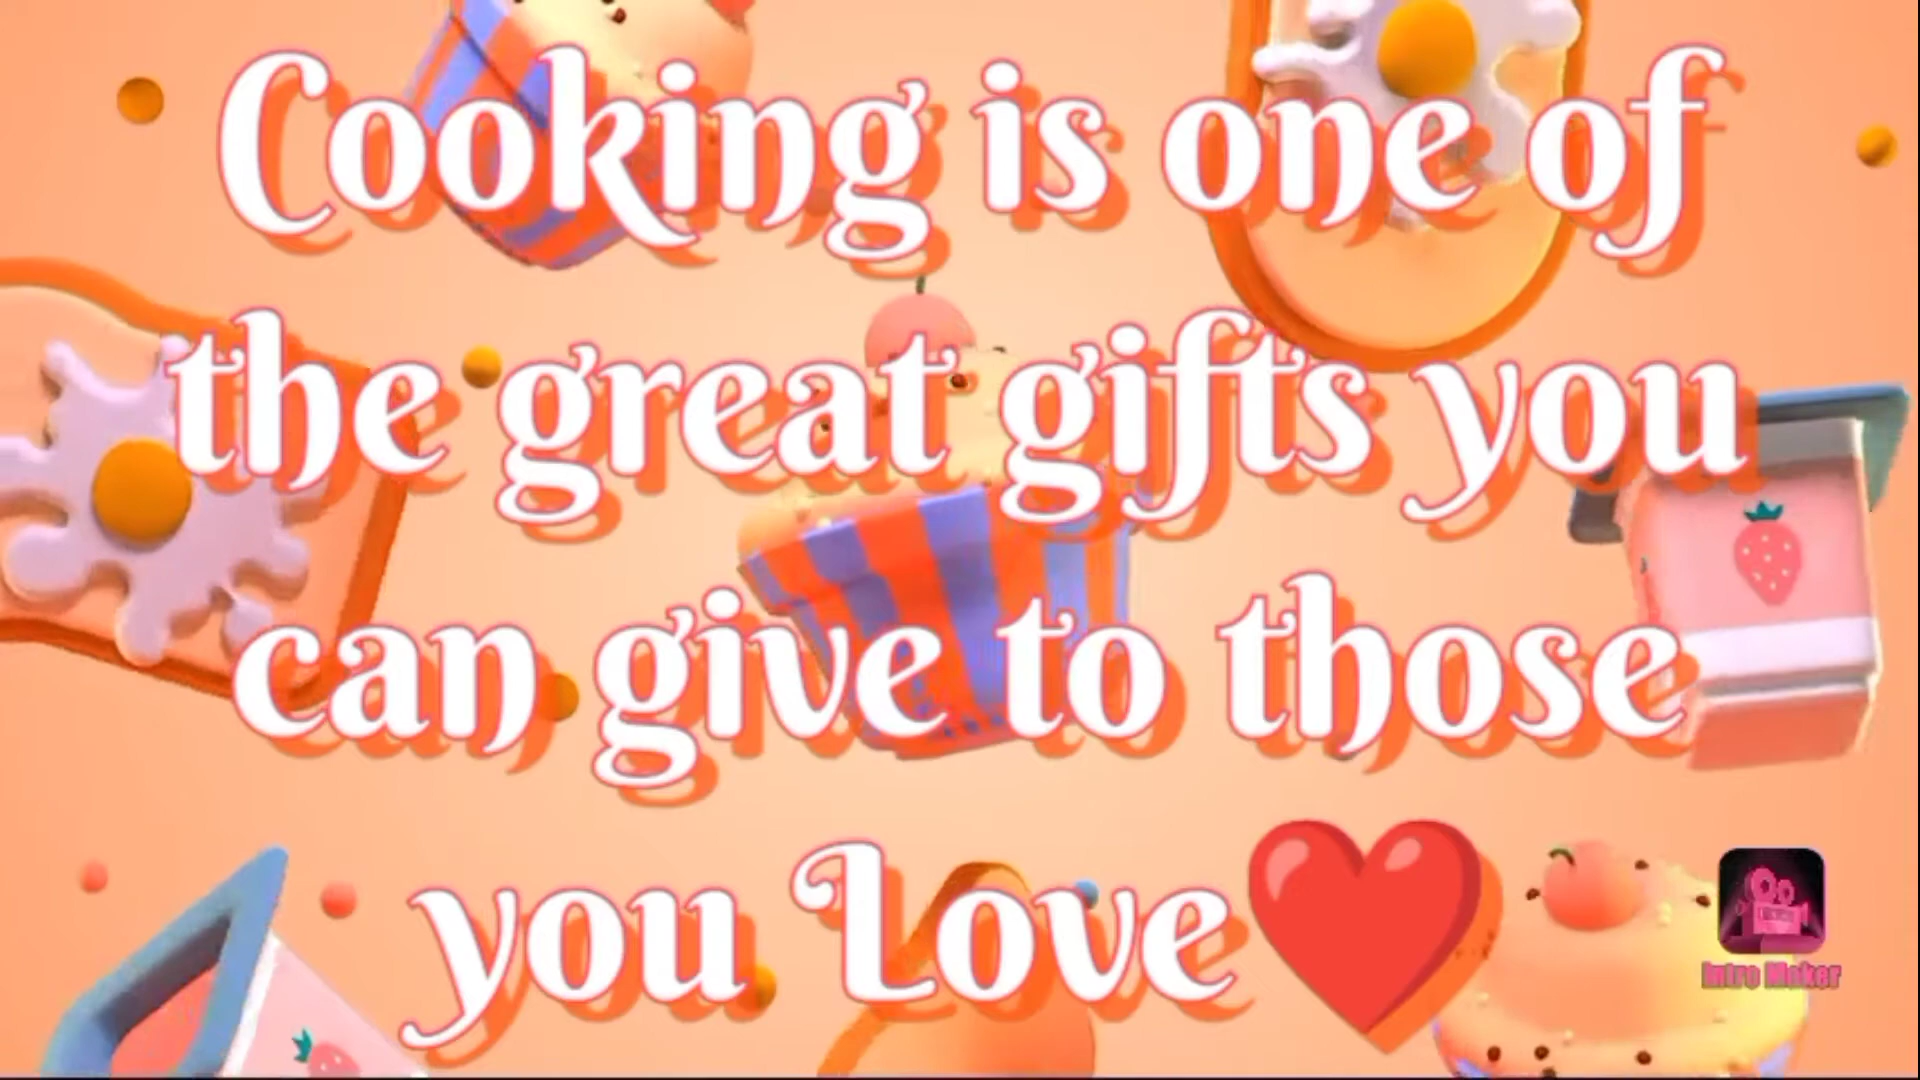 Cooking is one of
the great gifts you
can give to those
you Love❤️
Intro Maker